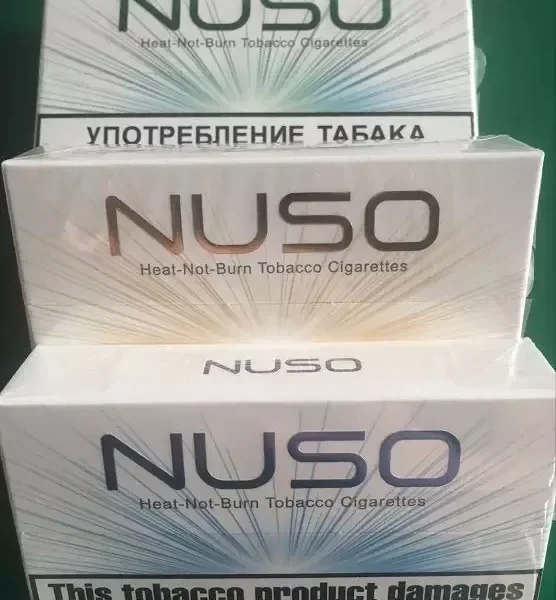 NUSO
Heat-Not-Burn Tobacco Cigarettes
УПОТРЕБЛЕНИЕ ТАБАКА
NUSO
Heat-Not-Burn Tobacco Cigarettes
NUSO
NUSO
Heat-Not-Burn Tobacco Cigarettes
This tobacco product damages